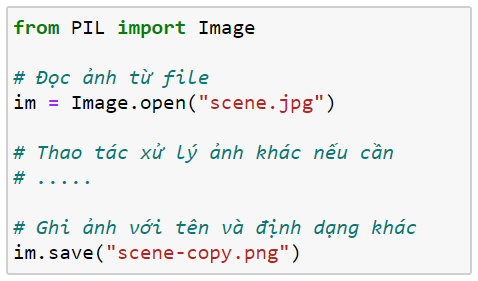 from PIL import Image
# Đọc ảnh từ file
im = Image.open("scene.jpg")
# Thao tác xử lý ảnh khác nếu cần
# .....
# Ghi ảnh với tên và định dạng khác
im.save("scene-copy.png")